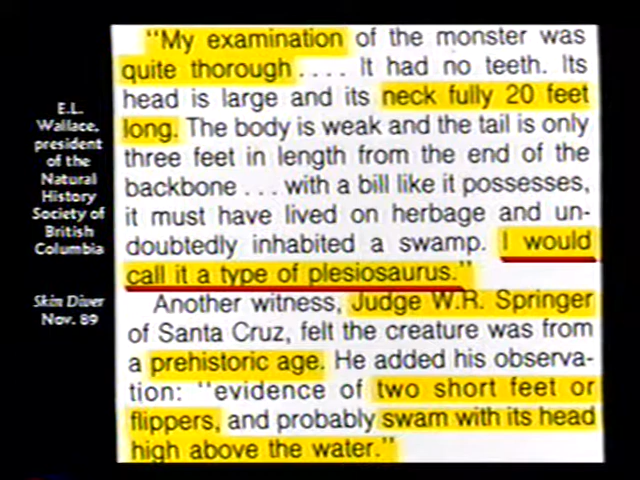 "My examination of the monster was
quite thorough . . . . It had no teeth. Its
head is large and its neck fully 20 feet
long. The body is weak and the tail is only
three feet in length from the end of the
backbone . . . with a bill like it possesses,
it must have lived on herbage and un-
doubtedly inhabited a swamp. I would
call it a type of plesiosaurus."
Another witness, Judge W.R. Springer
of Santa Cruz, felt the creature was from
a prehistoric age. He added his observa-
tion: "evidence of two short feet or
flippers, and probably swam with its head
high above the water."
E.L.
Wallace,
president
of the
Natural
History
Society of
British
Columbia
Skin Diver
Nov. 89